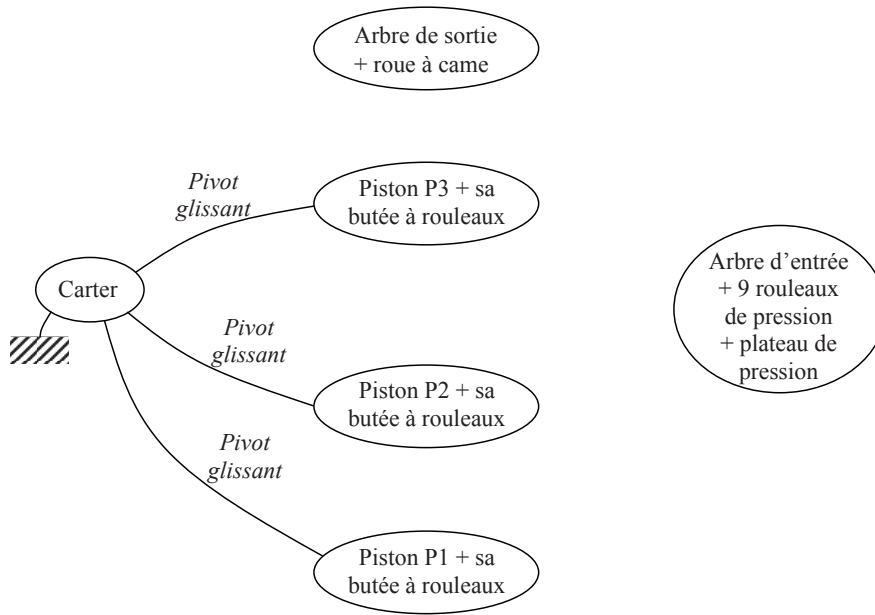 Arbre de sortie
+ roue à came
Pivot
glissant
Piston P3 + sa
butée à rouleaux
Arbre d’entrée
+ 9 rouleaux
de pression
+ plateau de
pression
Carter
Pivot
glissant
Piston P2 + sa
butée à rouleaux
Pivot
glissant
Piston P1 + sa
butée à rouleaux